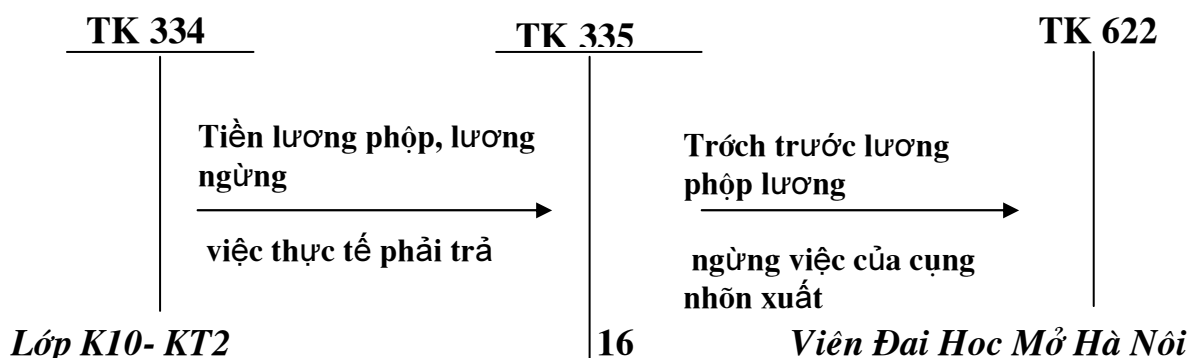 TK 334
TK 335
TK 622
Tiền lương phộp, lương
ngừng
việc thực tế phải trả
Trớch trước lương
phộp lương
ngừng việc của cụng
nhõn xuất
Lớp K10- KT2
16
Viên Đai Hoc Mở Hà Nôi